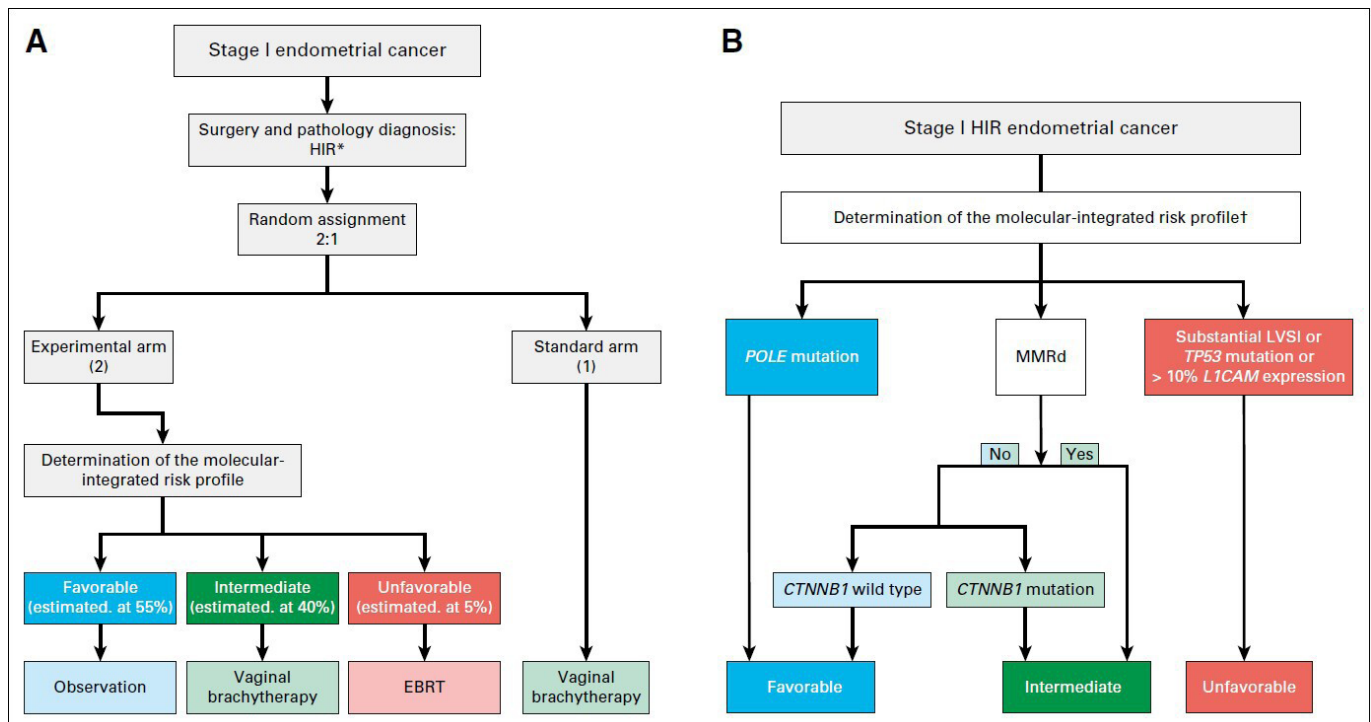 A
Stage I endometrial cancer
Surgery and pathology diagnosis:
HIR*
Random assignment
2:1
Experimental arm
(2)
Standard arm
(1)
Determination of the molecular-
integrated risk profile
Favorable
(estimated. at 55%)
Intermediate
(estimated. at 40%)
Unfavorable
(estimated. at 5%)
Observation
Vaginal
brachytherapy
EBRT
Vaginal
brachytherapy
B
Stage I HIR endometrial cancer
Determination of the molecular-integrated risk profile†
POLE mutation
MMRd
Substantial LVSI or
TP53 mutation or
> 10% L1CAM expression
No
Yes
CTNNB1 wild type
CTNNB1 mutation
Favorable
Intermediate
Unfavorable